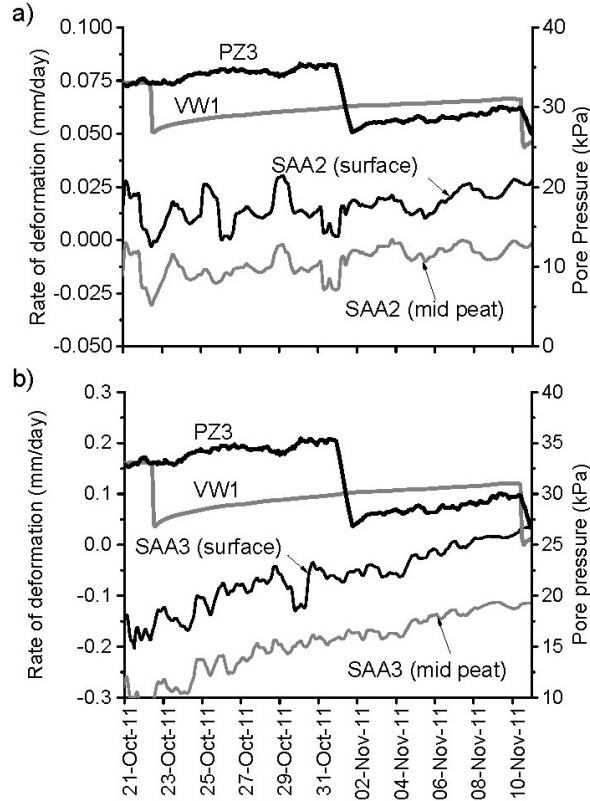 a)
0.100
0.075
0.050
0.025
0.000
-0.025
-0.050
Rate of deformation (mm/day)
40
35
30
25
20
15
10
5
0
Pore Pressure (kPa)
PZ3
VW1
SAA2 (surface)
SAA2 (mid peat)
b)
0.3
0.2
0.1
0.0
-0.1
-0.2
-0.3
Rate of deformation (mm/day)
40
35
30
25
20
15
10
Pore pressure (kPa)
PZ3
VW1
SAA3 (surface)
SAA3 (mid peat)
21-Oct-11
23-Oct-11
25-Oct-11
27-Oct-11
29-Oct-11
31-Oct-11
02-Nov-11
04-Nov-11
06-Nov-11
08-Nov-11
10-Nov-11